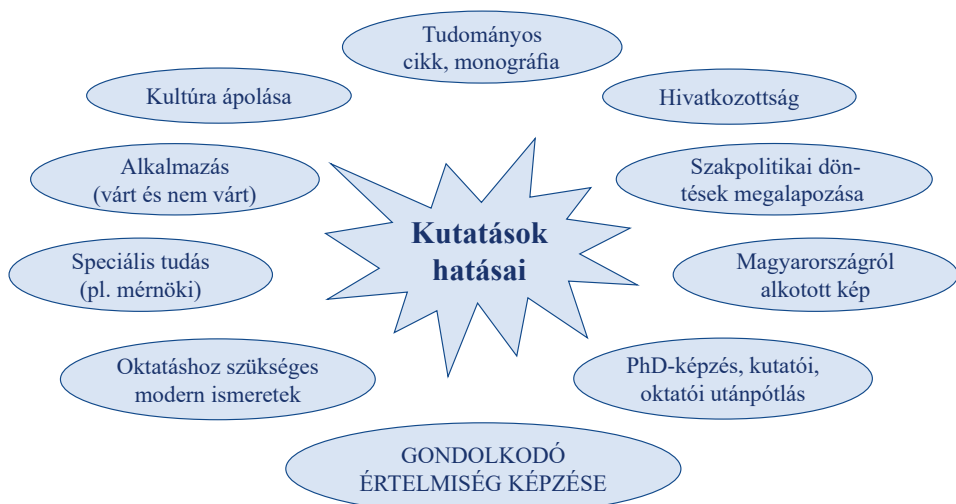 Tudományos
cikk, monográfia
Kultúra ápolása
Hivatkozottság
Alkalmazás
(várt és nem várt)
Szakpolitikai dön-
tések megalapozása
Kutatások
hatásai
Speciális tudás
(pl. mérnöki)
Magyarországról
alkotott kép
Oktatáshoz szükséges
modern ismeretek
PhD-képzés, kutatói,
oktatói utánpótlás
GONDOLKODÓ
ÉRTELMISÉG KÉPZÉSE